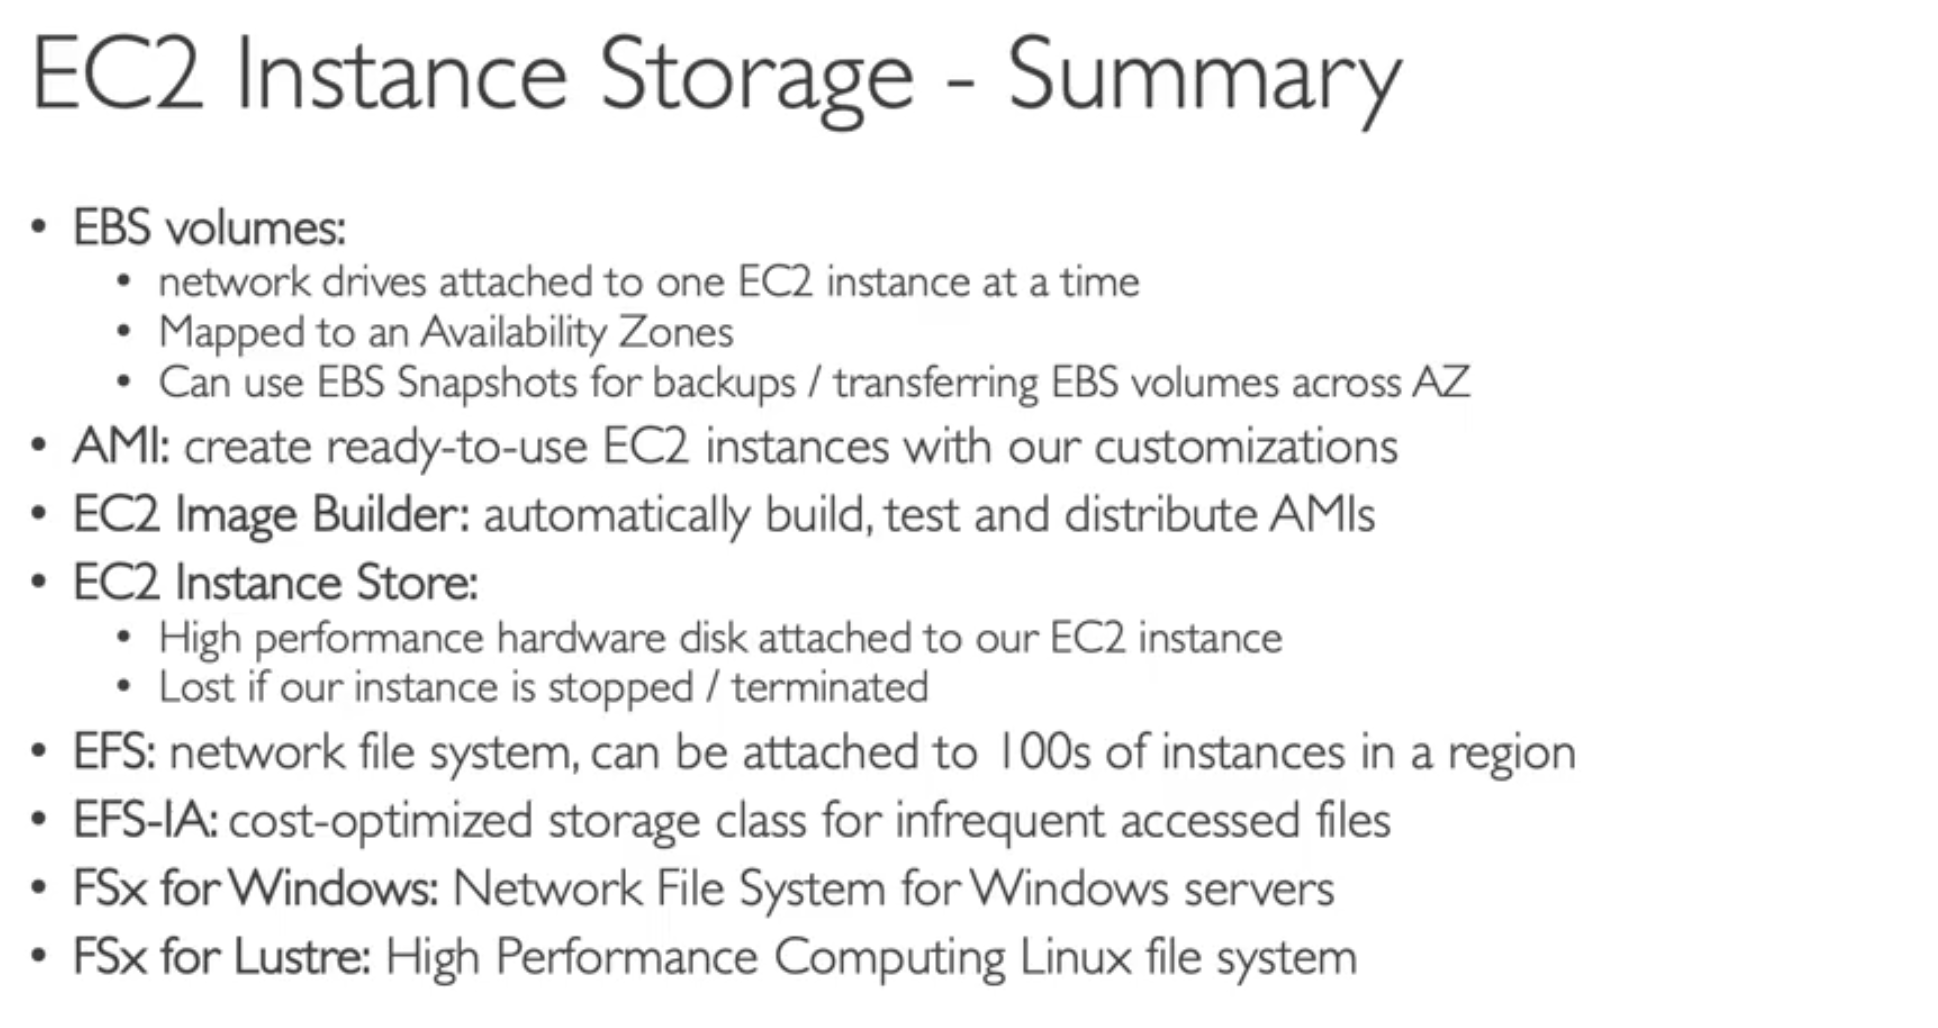 EC2 Instance Storage - Summary
• EBS volumes:
• network drives attached to one EC2 instance at a time
• Mapped to an Availability Zones
• Can use EBS Snapshots for backups / transferring EBS volumes across AZ
• AMI: create ready-to-use EC2 instances with our customizations
• EC2 Image Builder: automatically build, test and distribute AMIs
• EC2 Instance Store:
• High performance hardware disk attached to our EC2 instance
• Lost if our instance is stopped / terminated
• EFS: network file system, can be attached to 100s of instances in a region
• EFS-IA: cost-optimized storage class for infrequent accessed files
• FSx for Windows: Network File System for Windows servers
• FSx for Lustre: High Performance Computing Linux file system